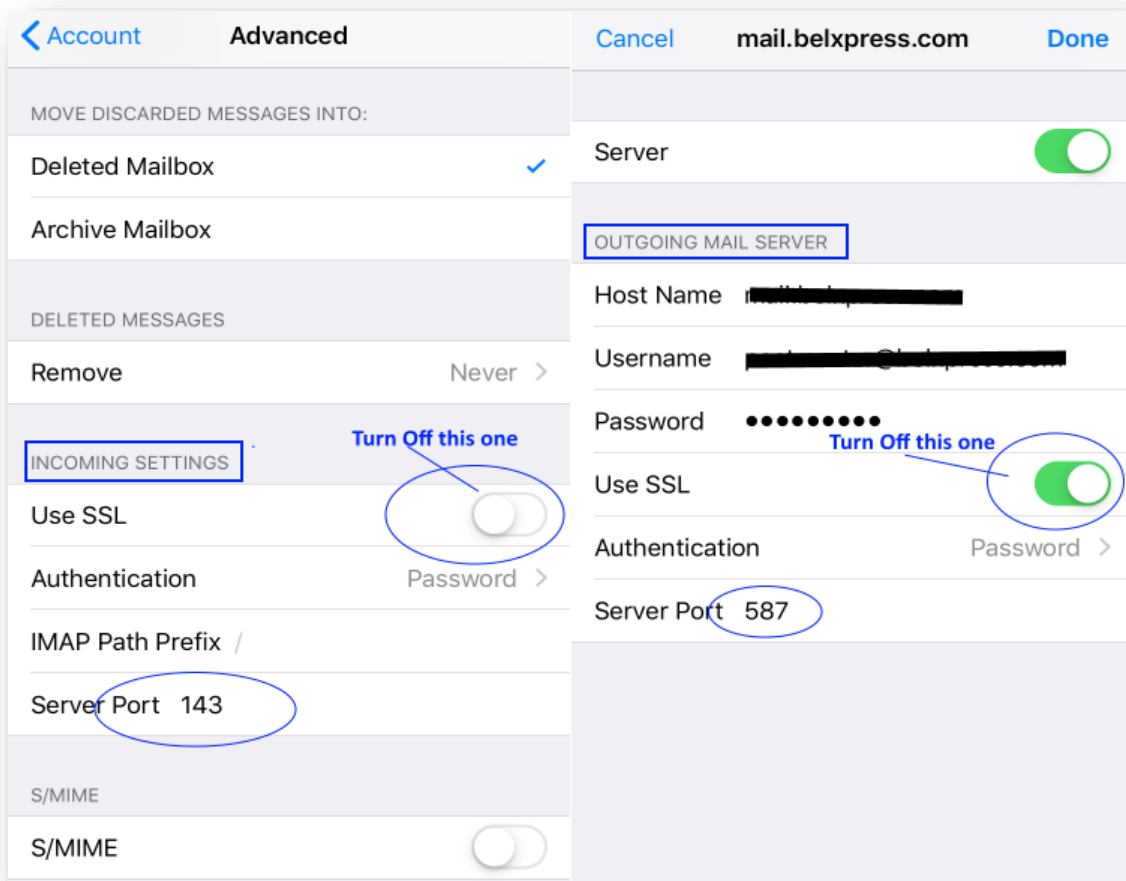 Account
Advanced
MOVE DISCARDED MESSAGES INTO:
Deleted Mailbox
Archive Mailbox
DELETED MESSAGES
Remove Never
Turn Off this one
INCOMING SETTINGS
Use SSL
Authentication Password
IMAP Path Prefix /
Server Port 143
S/MIME
S/MIME
Cancel mail.belxpress.com Done
Server
OUTGOING MAIL SERVER
Host Name
Username
Password ●●●●●●●●●
Turn Off this one
Use SSL
Authentication Password
Server Port 587